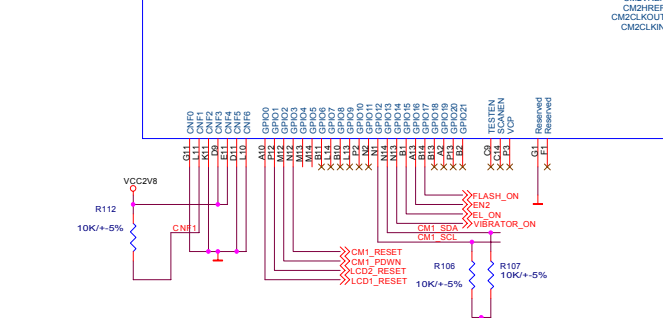 CM2HREF
CM2CLKOUT
CM2CLKIN
CNF0
CNF1
CNF2
CNF3
CNF4
CNF5
CNF6
GPIO0
GPIO1
GPIO2
GPIO3
GPIO4
GPIO5
GPIO6
GPIO7
GPIO8
GPIO9
GPIO10
GPIO11
GPIO12
GPIO13
GPIO14
GPIO15
GPIO16
GPIO17
GPIO18
GPIO19
GPIO20
GPIO21
TESTEN
SCANEN
VCP
Reserved
Reserved
G11
L11
K11
D9
E11
D11
L10
A10
P12
M12
N12
M13
M14
B11
L14
B10
L13
P2
N2
N1
N14
N13
B1
A13
B14
B13
A2
P13
B2
C9
C14
P3
G1
F1
VCC2V8
R112
10K/+-5%
CNF1
FLASH_ON
EN2
EL_ON
VIBRATOR_ON
CM1_SDA
CM1_SCL
CM1_RESET
CM1_PDWN
LCD2_RESET
LCD1_RESET
R106
10K/+-5%
R107
10K/+-5%